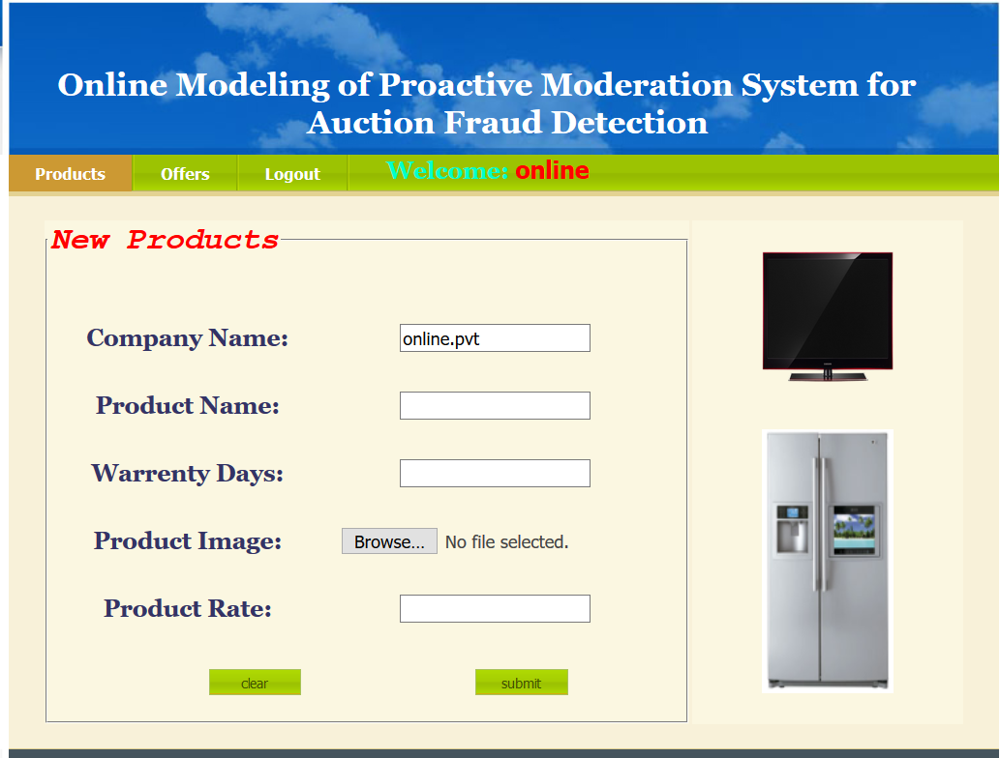 Online Modeling of Proactive Moderation System for
Auction Fraud Detection
Products Offers Logout Welcome: online
New Products
Company Name: online.pvt
Product Name:
Warrenty Days:
Product Image: Browse... No file selected.
Product Rate:
clear submit